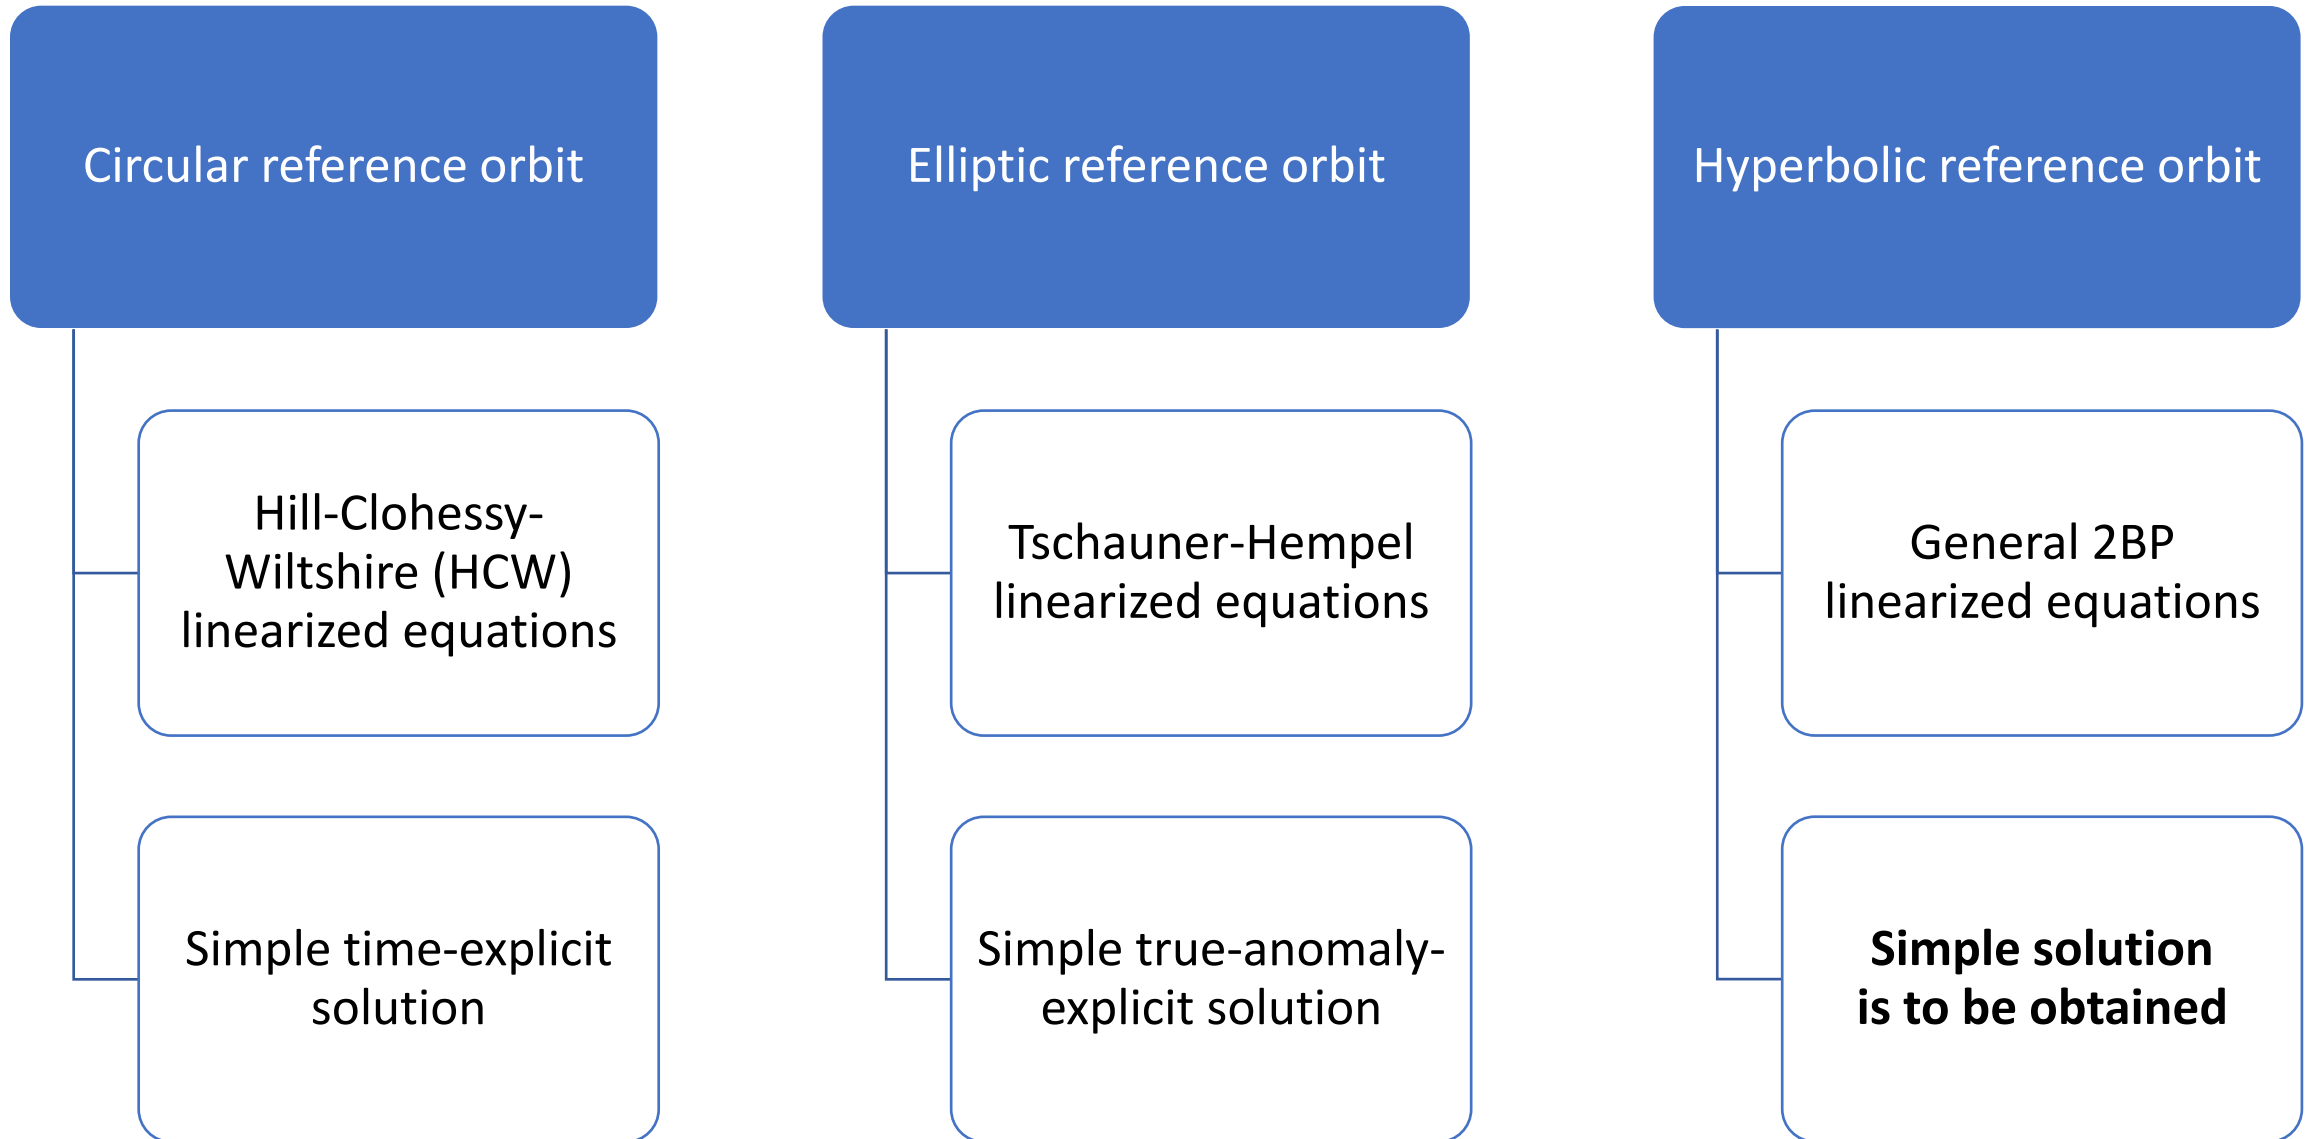 Circular reference orbit
Hill-Clohessy-
Wiltshire (HCW)
linearized equations
Simple time-explicit
solution
Elliptic reference orbit
Tschauner-Hempel
linearized equations
Simple true-anomaly-
explicit solution
Hyperbolic reference orbit
General 2BP
linearized equations
Simple solution
is to be obtained